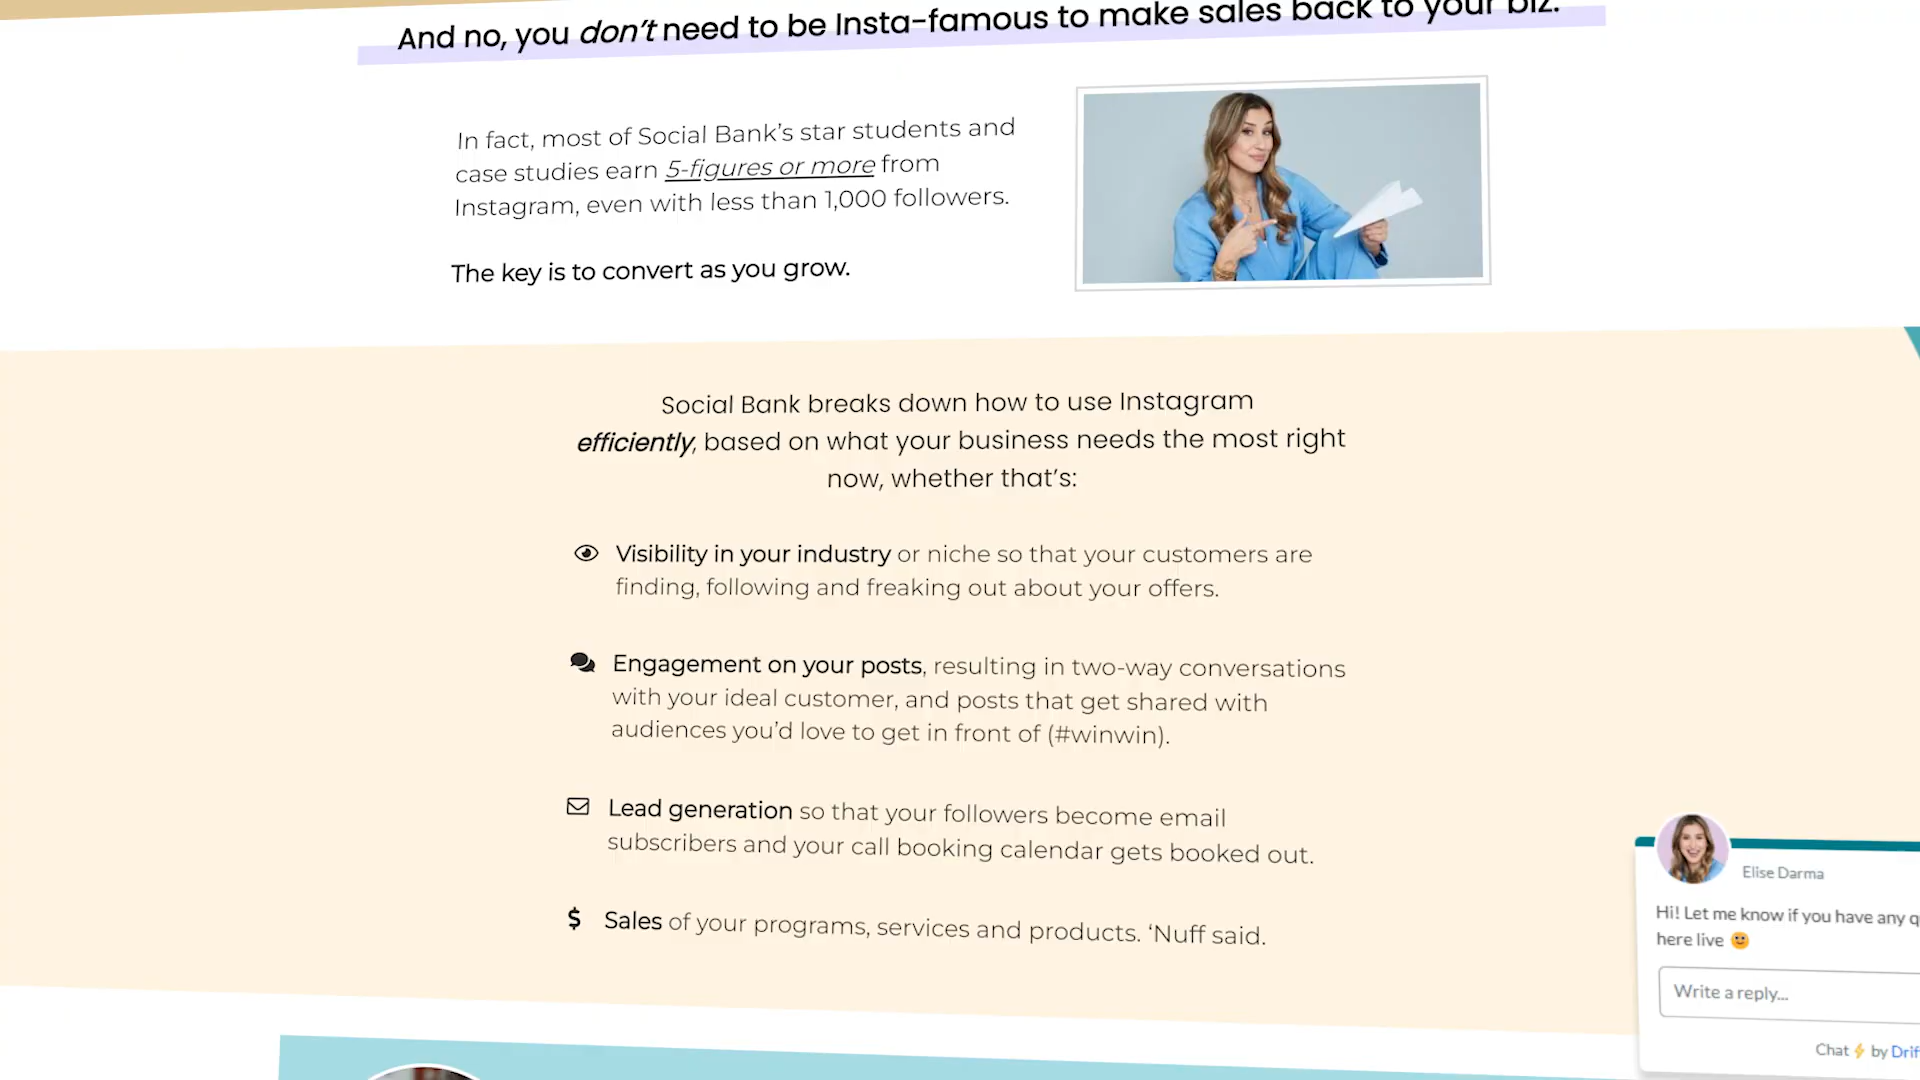 And no, you don't need to be Insta-famous to make sales back to your biz.
In fact, most of Social Bank's star students and
case studies earn 5-figures or more from
Instagram, even with less than 1,000 followers.
The key is to convert as you grow.
Social Bank breaks down how to use Instagram
efficiently, based on what your business needs the most right
now, whether that's:
Visibility in your industry or niche so that your customers are
finding, following and freaking out about your offers.
Engagement on your posts, resulting in two-way conversations
with your ideal customer, and posts that get shared with
audiences you'd love to get in front of (#winwin).
Lead generation so that your followers become email
subscribers and your call booking calendar gets booked out.
$ Sales of your programs, services and products. 'Nuff said.
Elise Darma
Hi! Let me know if you have any
here live
Write a reply...
Chat by